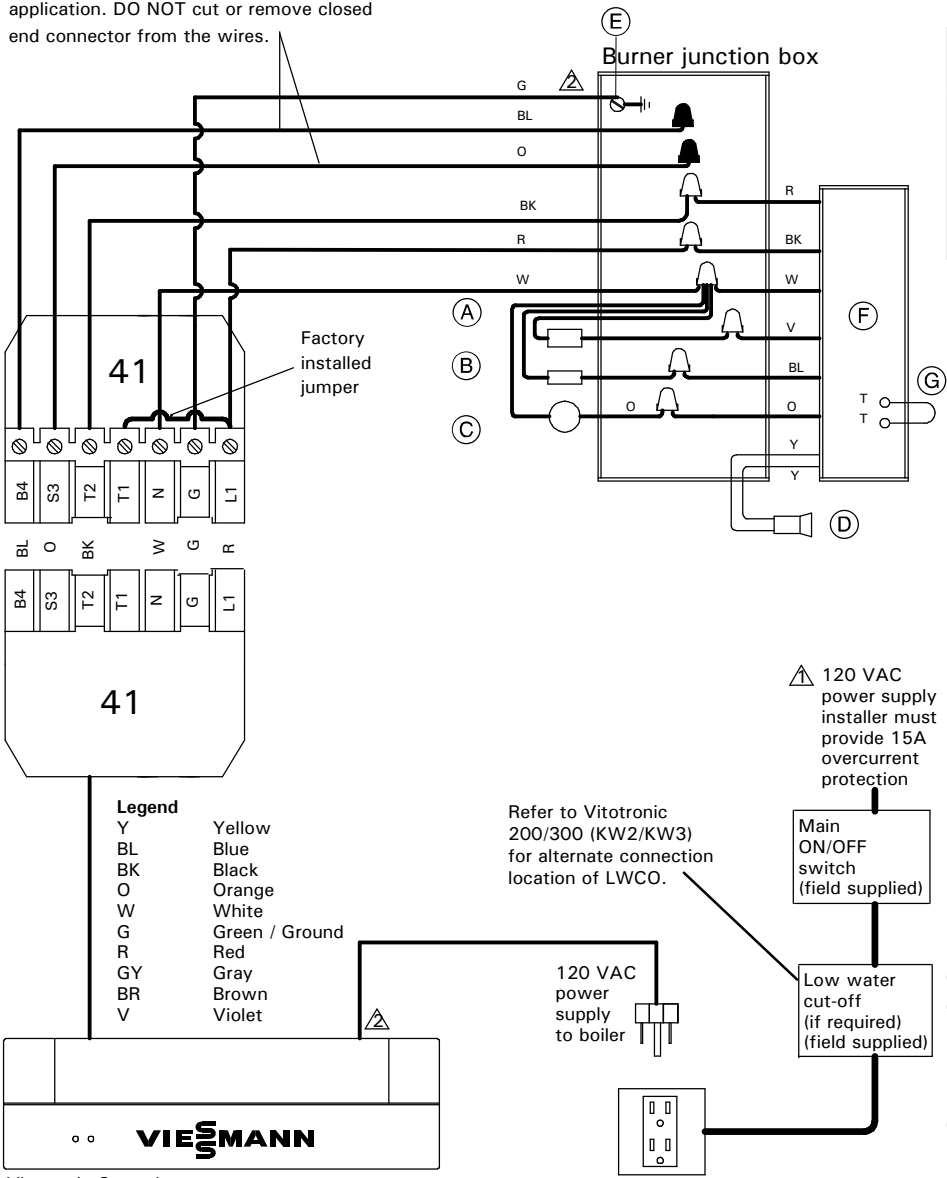 application. DO NOT cut or remove closed
end connector from the wires.
E
Burner junction box
G
2
BL
O
BK
R
W
R
BK
W
V
BL
O
O
Y
Y
A
B
C
D
F
G
T
T
Factory
installed
jumper
41
B4
S3
T2
T1
N
G
L1
BL
O
BK
W
G
R
B4
S3
T2
T1
N
G
L1
41
1
120 VAC
power supply
installer must
provide 15A
overcurrent
protection
Main
ON/OFF
switch
(field supplied)
Refer to Vitotronic
200/300 (KW2/KW3)
for alternate connection
location of LWCO.
Low water
cut-off
(if required)
(field supplied)
Legend
Y Yellow
BL Blue
BK Black
O Orange
W White
G Green / Ground
R Red
GY Gray
BR Brown
V Violet
2
120 VAC
power
supply
to boiler
VIESSMANN